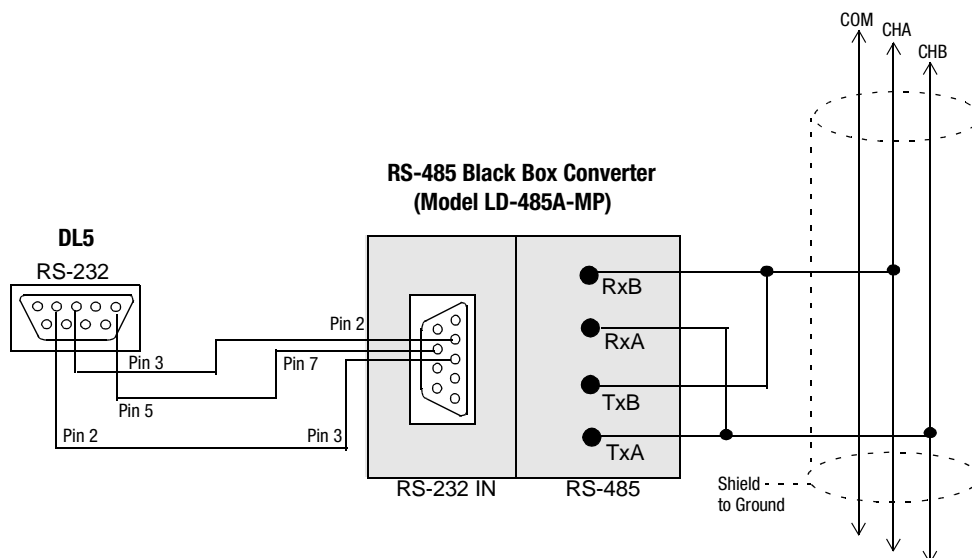 COM
CHA
CHB
RS-485 Black Box Converter
(Model LD-485A-MP)
DL5
RS-232
RxB
RxA
TxB
TxA
Pin 2
Pin 3
Pin 7
Pin 5
Pin 2
Pin 3
RS-232 IN
RS-485
Shield
to Ground